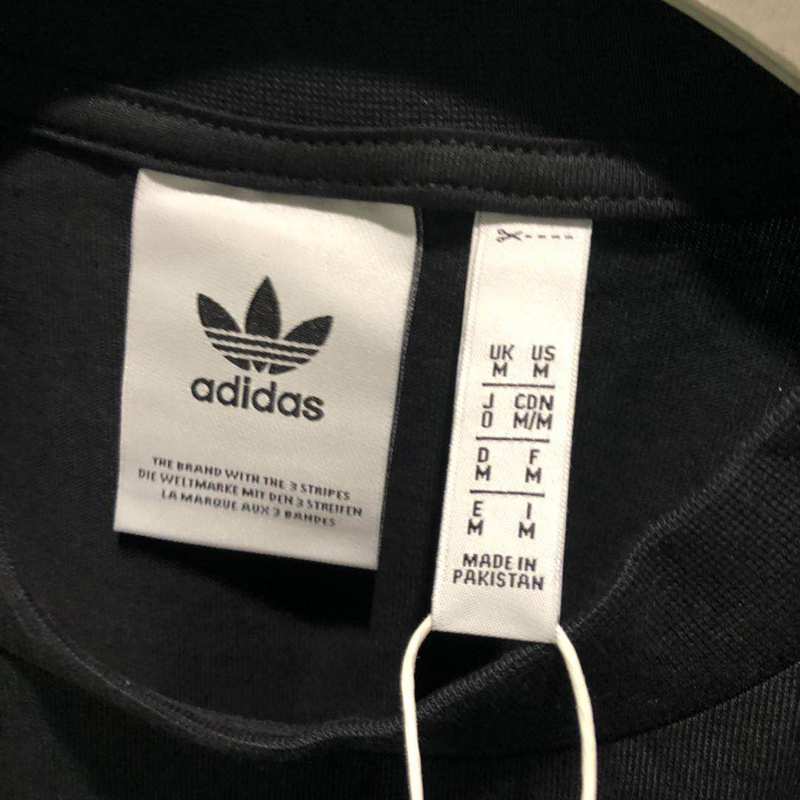 adidas
THE BRAND WITH THE 3 STRIPES
DIE WELTMARKE MIT DEN 3 STREIFEN
LA MARQUE AUX 3 BANDES
UK US
M M
J CDN
O M/M
D F
M M
E I
M M
MADE IN
PAKISTAN